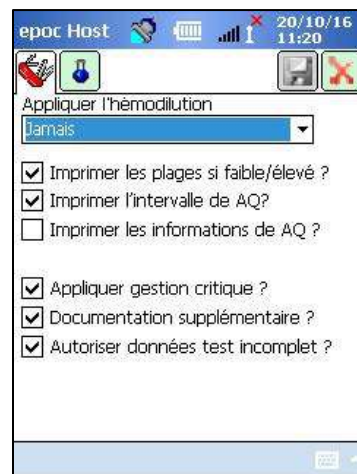 epoc Host 20/10/16
11:20
Appliquer l'hémodilution
Jamais
Imprimer les plages si faible/élevé ?
Imprimer l'intervalle de AQ?
Imprimer les informations de AQ ?
Appliquer gestion critique ?
Documentation supplémentaire ?
Autoriser données test incomplet ?